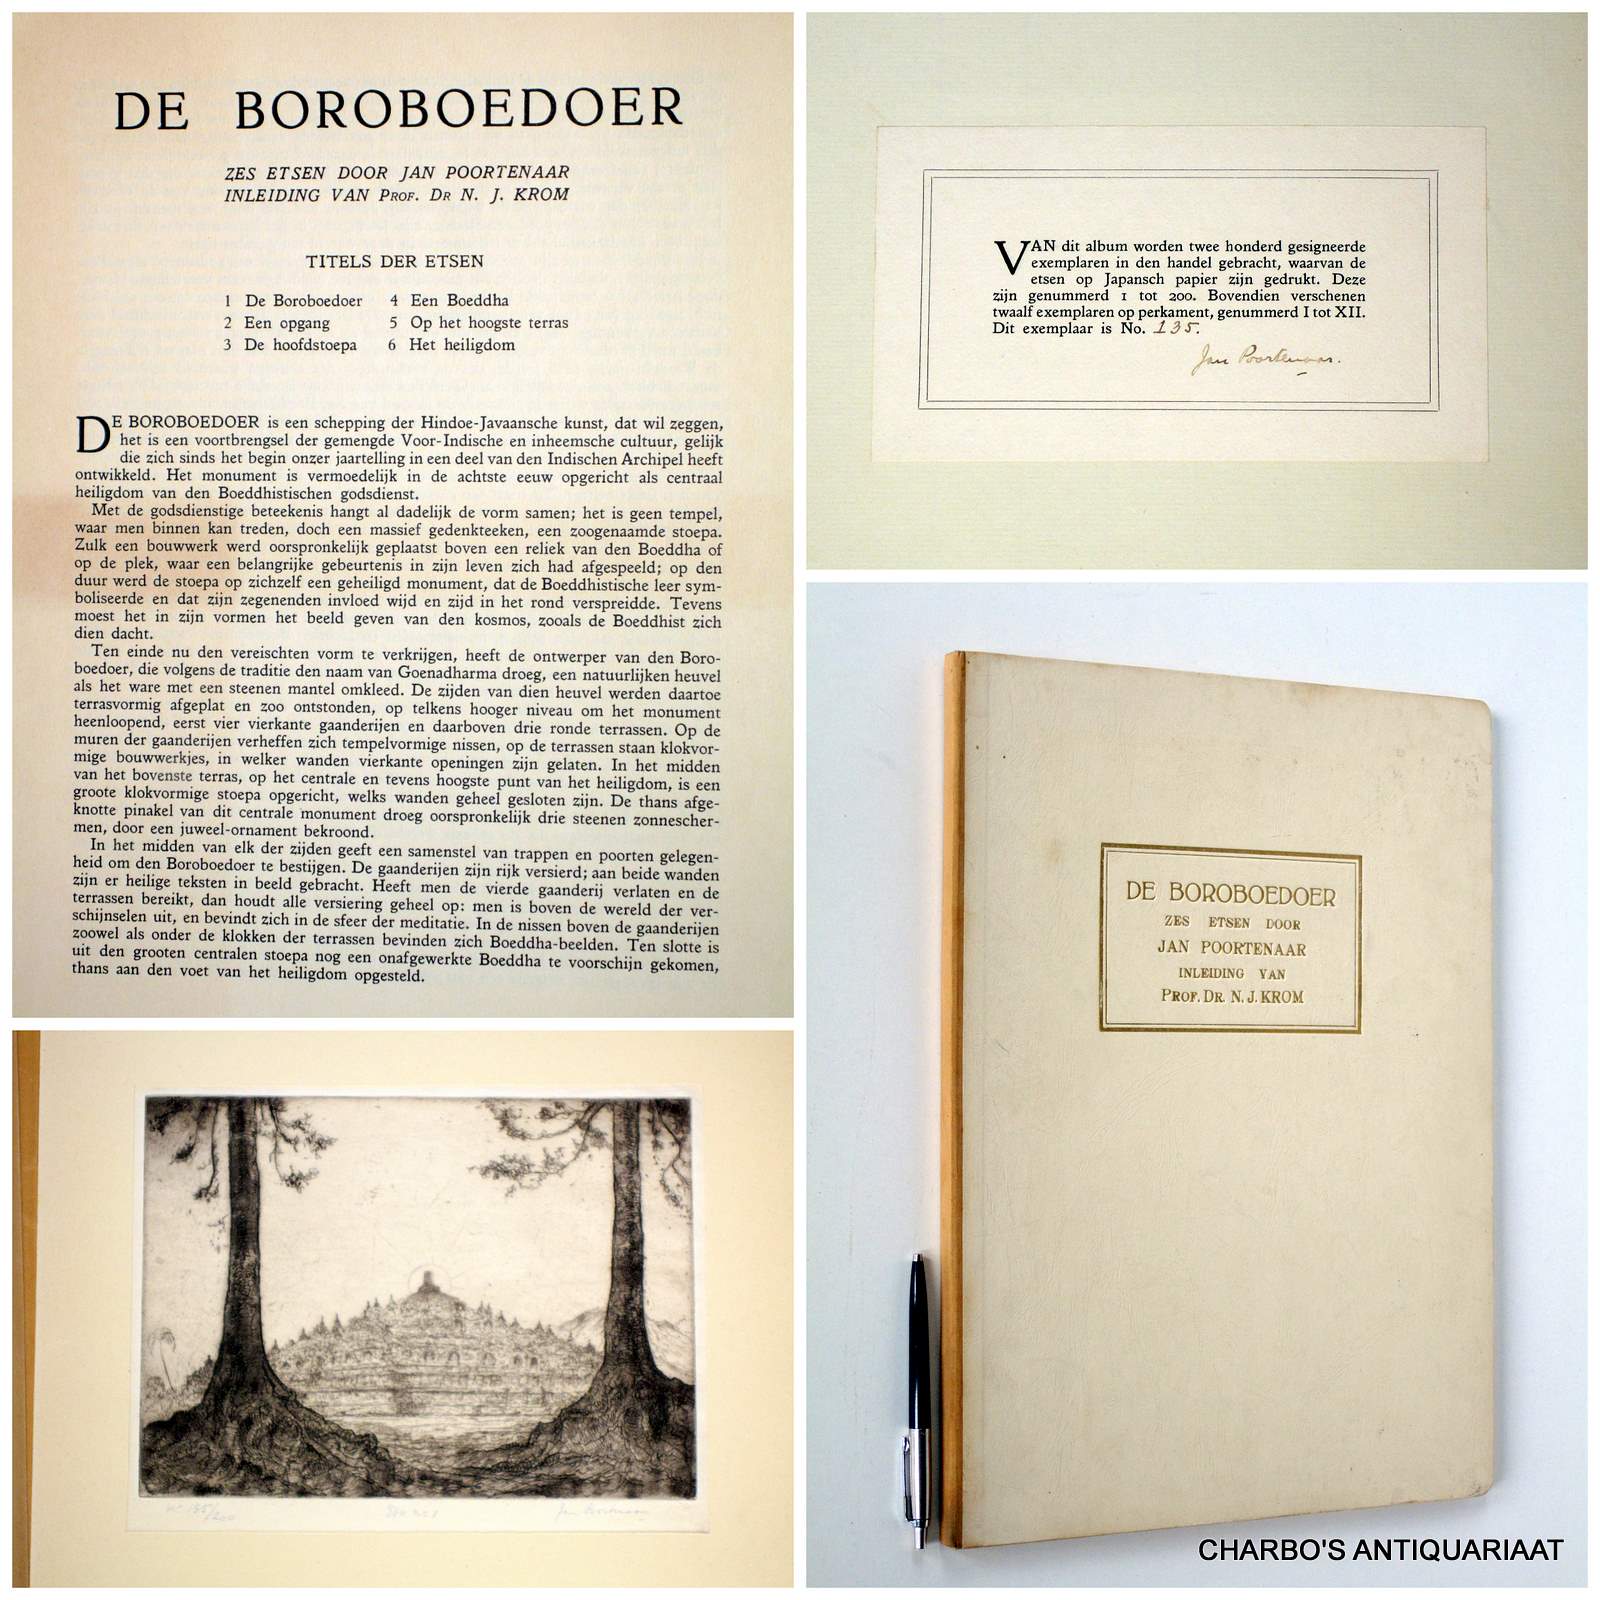 DE BOROBOEDOER
ZES ETSEN DOOR JAN POORTENAAR
INLEIDING VAN PROF. DR N. J. KROM
TITELS DER ETSEN
1 De Boroboedoer 4 Een Boeddha
2 Een opgang 5 Op het hoogste terras
3 De hoofdstoepa 6 Het heiligdom
DE BOROBOEDOER is een schepping der Hindoe-Javaansche kunst, dat wil zeggen,
het is een voortbrengsel der gemengde Voor-Indische en inheemsche cultuur, gelijk
die zich sinds het begin onzer jaartelling in een deel van den Indischen Archipel heeft
ontwikkeld. Het monument is vermoedelijk in de achtste eeuw opgericht als centraal
heiligdom van den Boeddhistischen godsdienst.
Met de godsdienstige beteekenis hangt al dadelijk de vorm samen; het is geen tempel,
waar men binnen kan treden, doch een massief gedenkteeken, een zoogenaamde stoepa.
Zulk een bouwwerk werd oorspronkelijk geplaatst boven een reliek van den Boeddha of
op de plek, waar een belangrijke gebeurtenis in zijn leven zich had afgespeeld; op den
duur werd de stoepa op zichzelf een geheiligd monument, dat de Boeddhistische leer sym-
boliseerde en dat zijn zegenenden invloed wijd en zijd in het rond verspreidde. Tevens
moest het in zijn vormen het beeld geven van den kosmos, zooals de Boeddhist zich
dien dacht.
Ten einde nu den vereischten vorm te verkrijgen, heeft de ontwerper van den Boro-
boedoer, die volgens de traditie den naam van Goenadharma droeg, een natuurlijken heuvel
als het ware met een steenen mantel omkleed. De zijden van dien heuvel werden daartoe
terrasvormig afgeplat en zoo ontstonden, op telkens hooger niveau om het monument
heenloopend, eerst vier vierkante gaanderijen en daarboven drie ronde terrassen. Op de
muren der gaanderijen verheffen zich tempelvormige nissen, op de terrassen staan klokvor-
mige bouwwerkjes, in welker wanden vierkante openingen zijn gelaten. In het midden
van het bovenste terras, op het centrale en tevens hoogste punt van het heiligdom, is een
groote klokvormige stoepa opgericht, welks wanden geheel gesloten zijn. De thans afge-
knotte pinakel van dit centrale monument droeg oorspronkelijk drie steenen zonnescher-
men, door een juweel-ornament bekroond.
In het midden van elk der zijden geeft een samenstel van trappen en poorten gelegen-
heid om den Boroboedoer te bestijgen. De gaanderijen zijn rijk versierd; aan beide wanden
zijn er heilige teksten in beeld gebracht. Heeft men de vierde gaanderij verlaten en de
terrassen bereikt, dan houdt alle versiering geheel op: men is boven de wereld der ver-
schijnselen uit, en bevindt zich in de sfeer der meditatie. In de nissen boven de gaanderijen
zoowel als onder de klokken der terrassen bevinden zich Boeddha-beelden. Ten slotte is
uit den grooten centralen stoepa nog een onafgewerkte Boeddha te voorschijn gekomen,
thans aan den voet van het heiligdom opgesteld.
VAN dit album worden twee honderd gesigneerde
exemplaren in den handel gebracht, waarvan de
etsen op Japansch papier zijn gedrukt. Deze
zijn genummerd 1 tot 200. Bovendien verschenen
twaalf exemplaren op perkament, genummerd I tot XII.
Dit exemplaar is No. 135.
Jan Poortenaar.
DE BOROBOEDOER
ZES ETSEN DOOR
JAN POORTENAAR
INLEIDING VAN
PROF. DR. N. J. KROM
No 135/200 Jan Poortenaar
CHARBO'S ANTIQUARIAAT